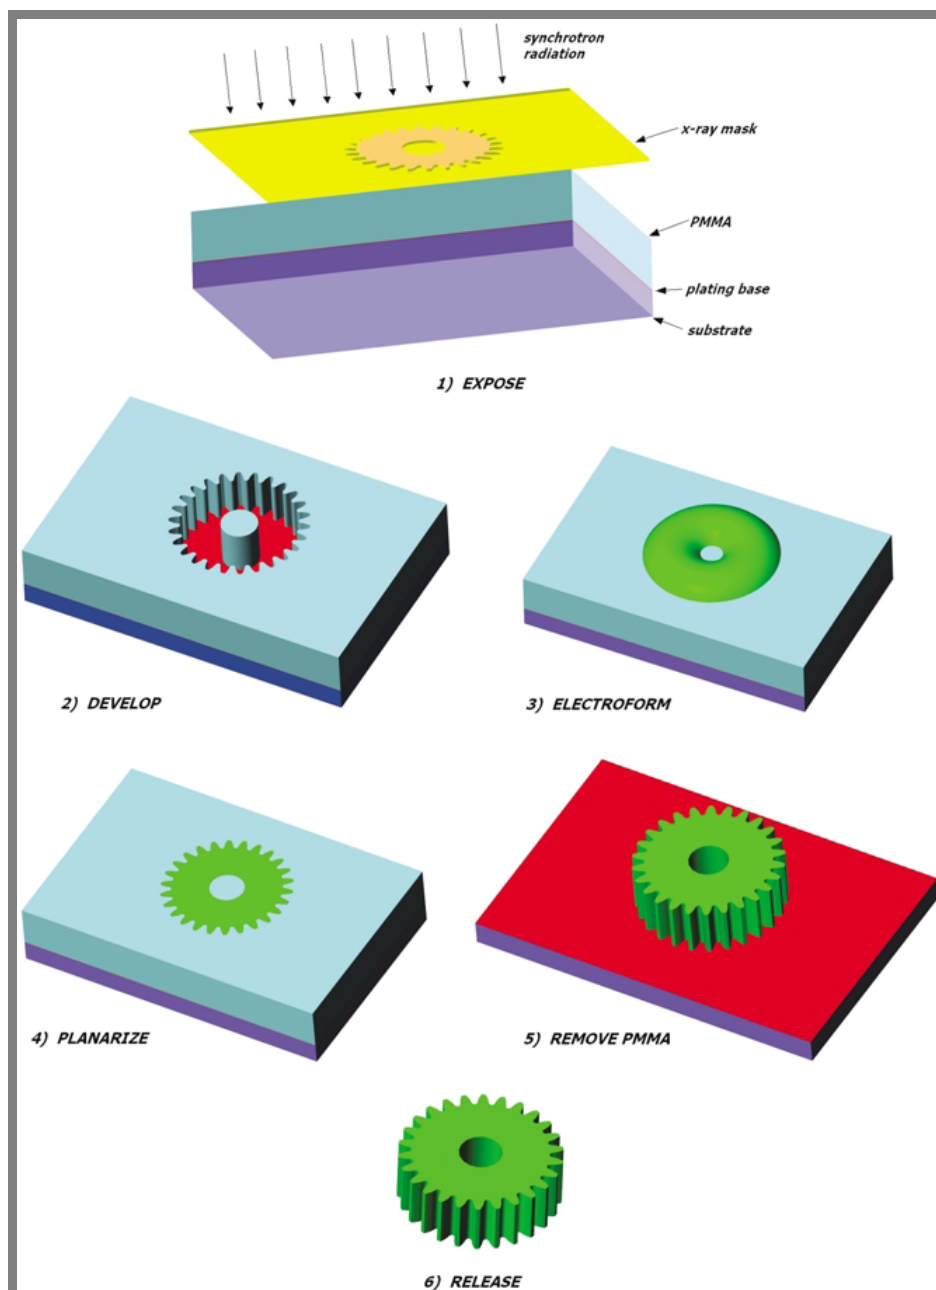 synchrotron
radiation
x-ray mask
PMMA
plating base
substrate
1) EXPOSE
2) DEVELOP
3) ELECTROFORM
4) PLANARIZE
5) REMOVE PMMA
6) RELEASE